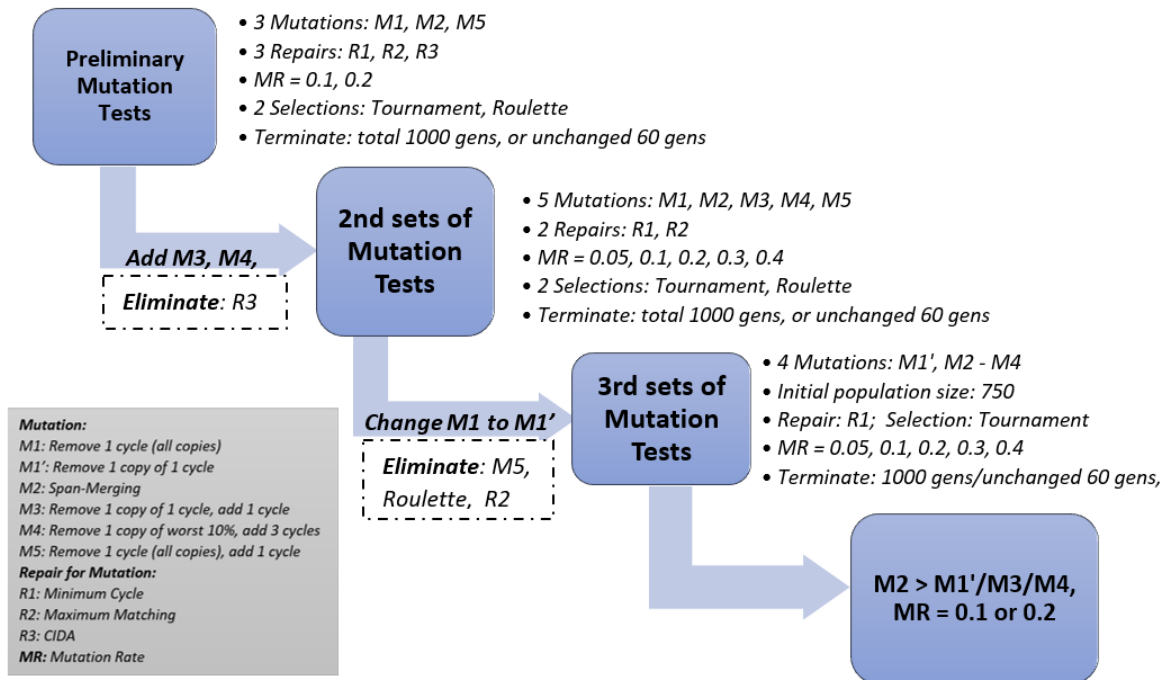 Preliminary
Mutation
Tests
• 3 Mutations: M1, M2, M5
• 3 Repairs: R1, R2, R3
• MR = 0.1, 0.2
• 2 Selections: Tournament, Roulette
• Terminate: total 1000 gens, or unchanged 60 gens
Add M3, M4,
Eliminate: R3
2nd sets of
Mutation
Tests
• 5 Mutations: M1, M2, M3, M4, M5
• 2 Repairs: R1, R2
• MR = 0.05, 0.1, 0.2, 0.3, 0.4
• 2 Selections: Tournament, Roulette
• Terminate: total 1000 gens, or unchanged 60 gens
Change M1 to M1’
Eliminate: M5,
Roulette, R2
3rd sets of
Mutation
Tests
• 4 Mutations: M1', M2 - M4
• Initial population size: 750
• Repair: R1; Selection: Tournament
• MR = 0.05, 0.1, 0.2, 0.3, 0.4
• Terminate: 1000 gens/unchanged 60 gens,
M2 > M1'/M3/M4,
MR = 0.1 or 0.2
Mutation:
M1: Remove 1 cycle (all copies)
M1’: Remove 1 copy of 1 cycle
M2: Span-Merging
M3: Remove 1 copy of 1 cycle, add 1 cycle
M4: Remove 1 copy of worst 10%, add 3 cycles
M5: Remove 1 cycle (all copies), add 1 cycle
Repair for Mutation:
R1: Minimum Cycle
R2: Maximum Matching
R3: CIDA
MR: Mutation Rate